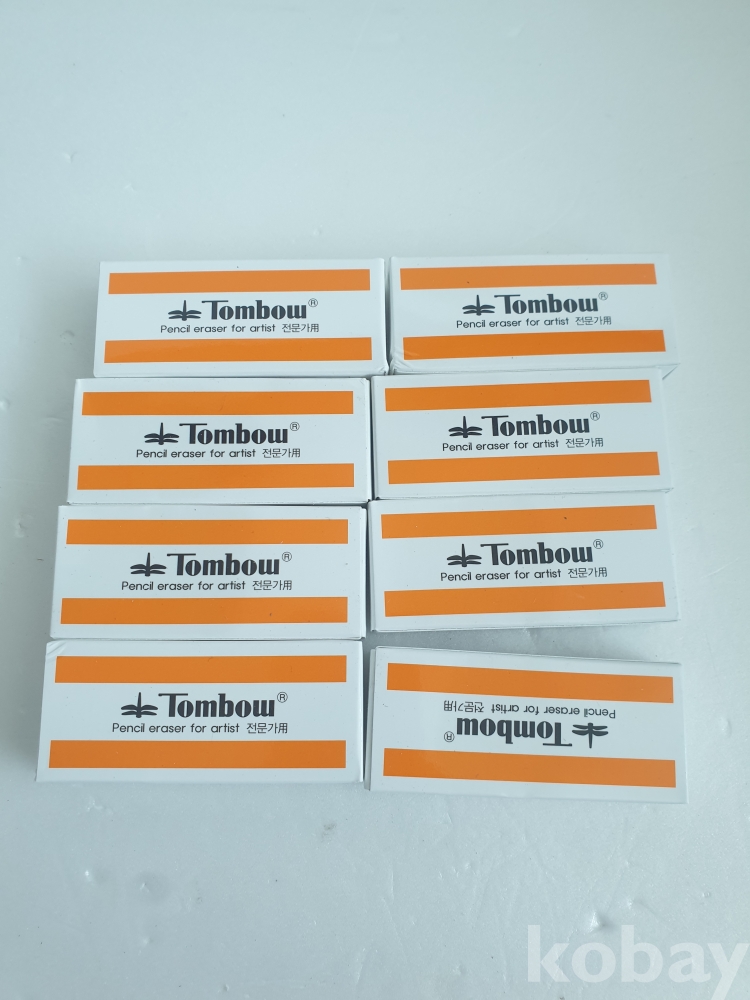 Tombow®
Pencil eraser for artist 전문가用
Tombow®
Pencil eraser for artist 전문가用
Tombow®
Pencil eraser for artist 전문가用
Tombow®
Pencil eraser for artist 전문가用
Tombow®
Pencil eraser for artist 전문가用
Tombow®
Pencil eraser for artist 전문가用
Tombow®
Pencil eraser for artist 전문가用
Tombow®
Pencil eraser for artist 전문가用
kobay